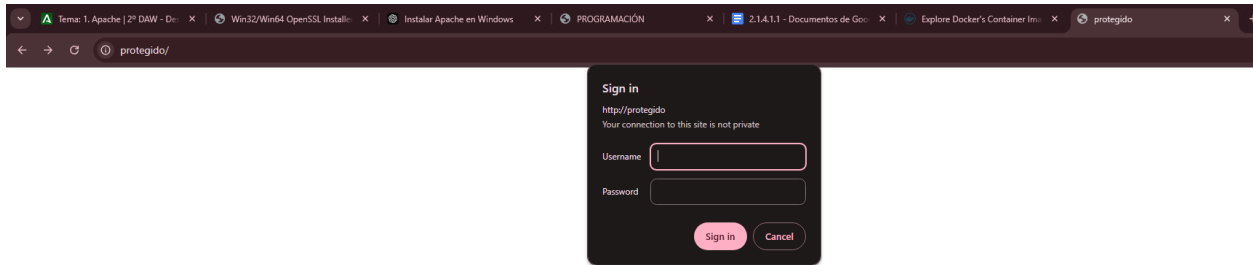 Tema: 1. Apache | 2º DAW - De
Win32/Win64 OpenSSL Installe
Instalar Apache en Windows
PROGRAMACIÓN
2.1.4.1.1 - Documentos de Goo
Explore Docker's Container Ima
protegido
protegido/
Sign in
http://protegido
Your connection to this site is not private
Username
Password
Sign in
Cancel